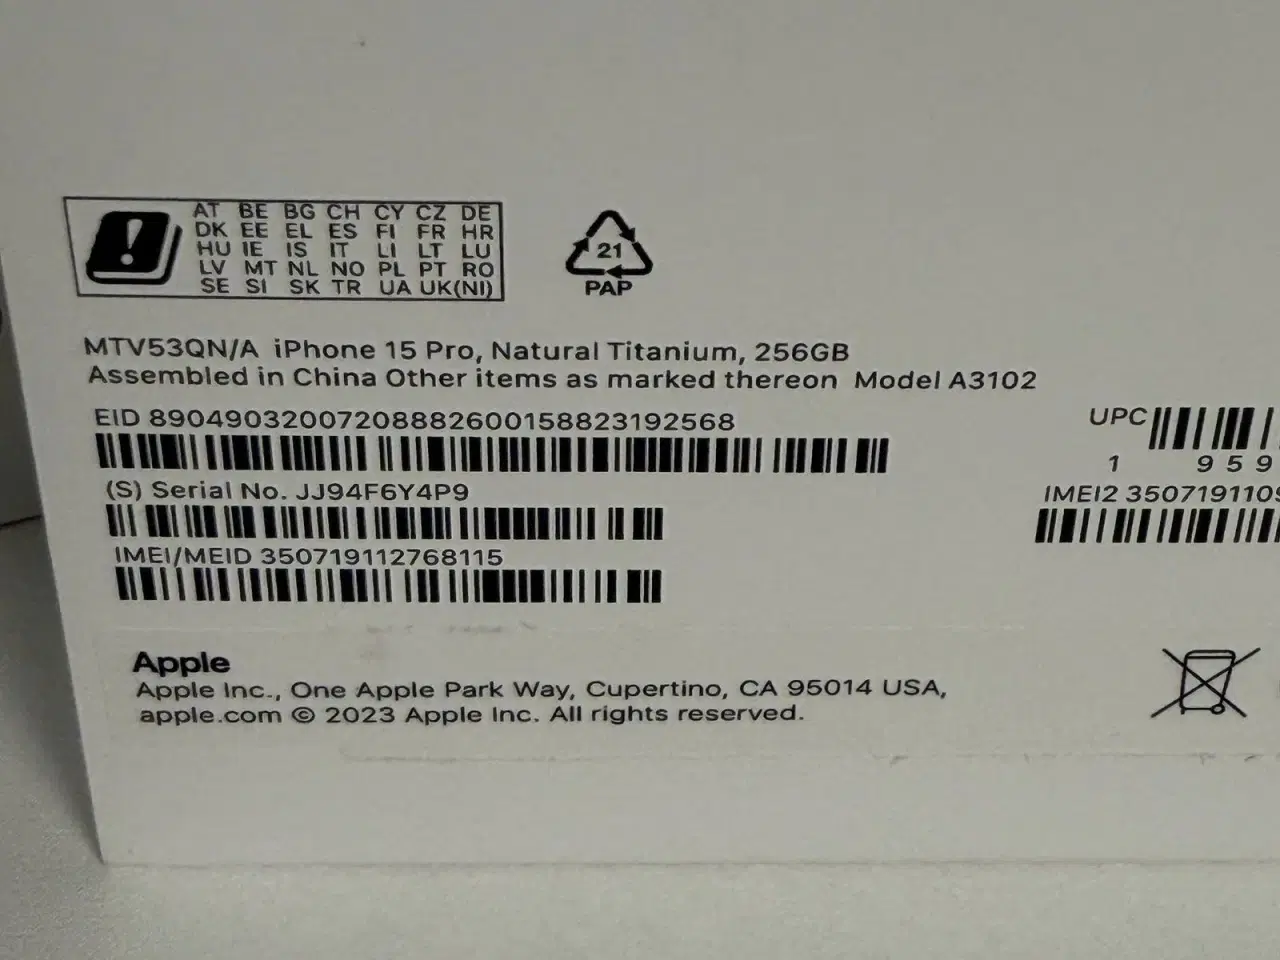 AT BE BG CH CY CZ DE
DK EE EL ES FI FR HR
HU IE IS IT LI LT LU
LV MT NL NO PL PT RO
SE SI SK TR UA UK(NI)
21
PAP
MTV53QN/A iPhone 15 Pro, Natural Titanium, 256GB
Assembled in China Other items as marked thereon Model A3102
EID 89049032007208882600158823192568
UPC
1 959
(S) Serial No. JJ94F6Y4P9
IMEI2 3507191109
IMEI/MEID 350719112768115
Apple
Apple Inc., One Apple Park Way, Cupertino, CA 95014 USA,
apple.com © 2023 Apple Inc. All rights reserved.